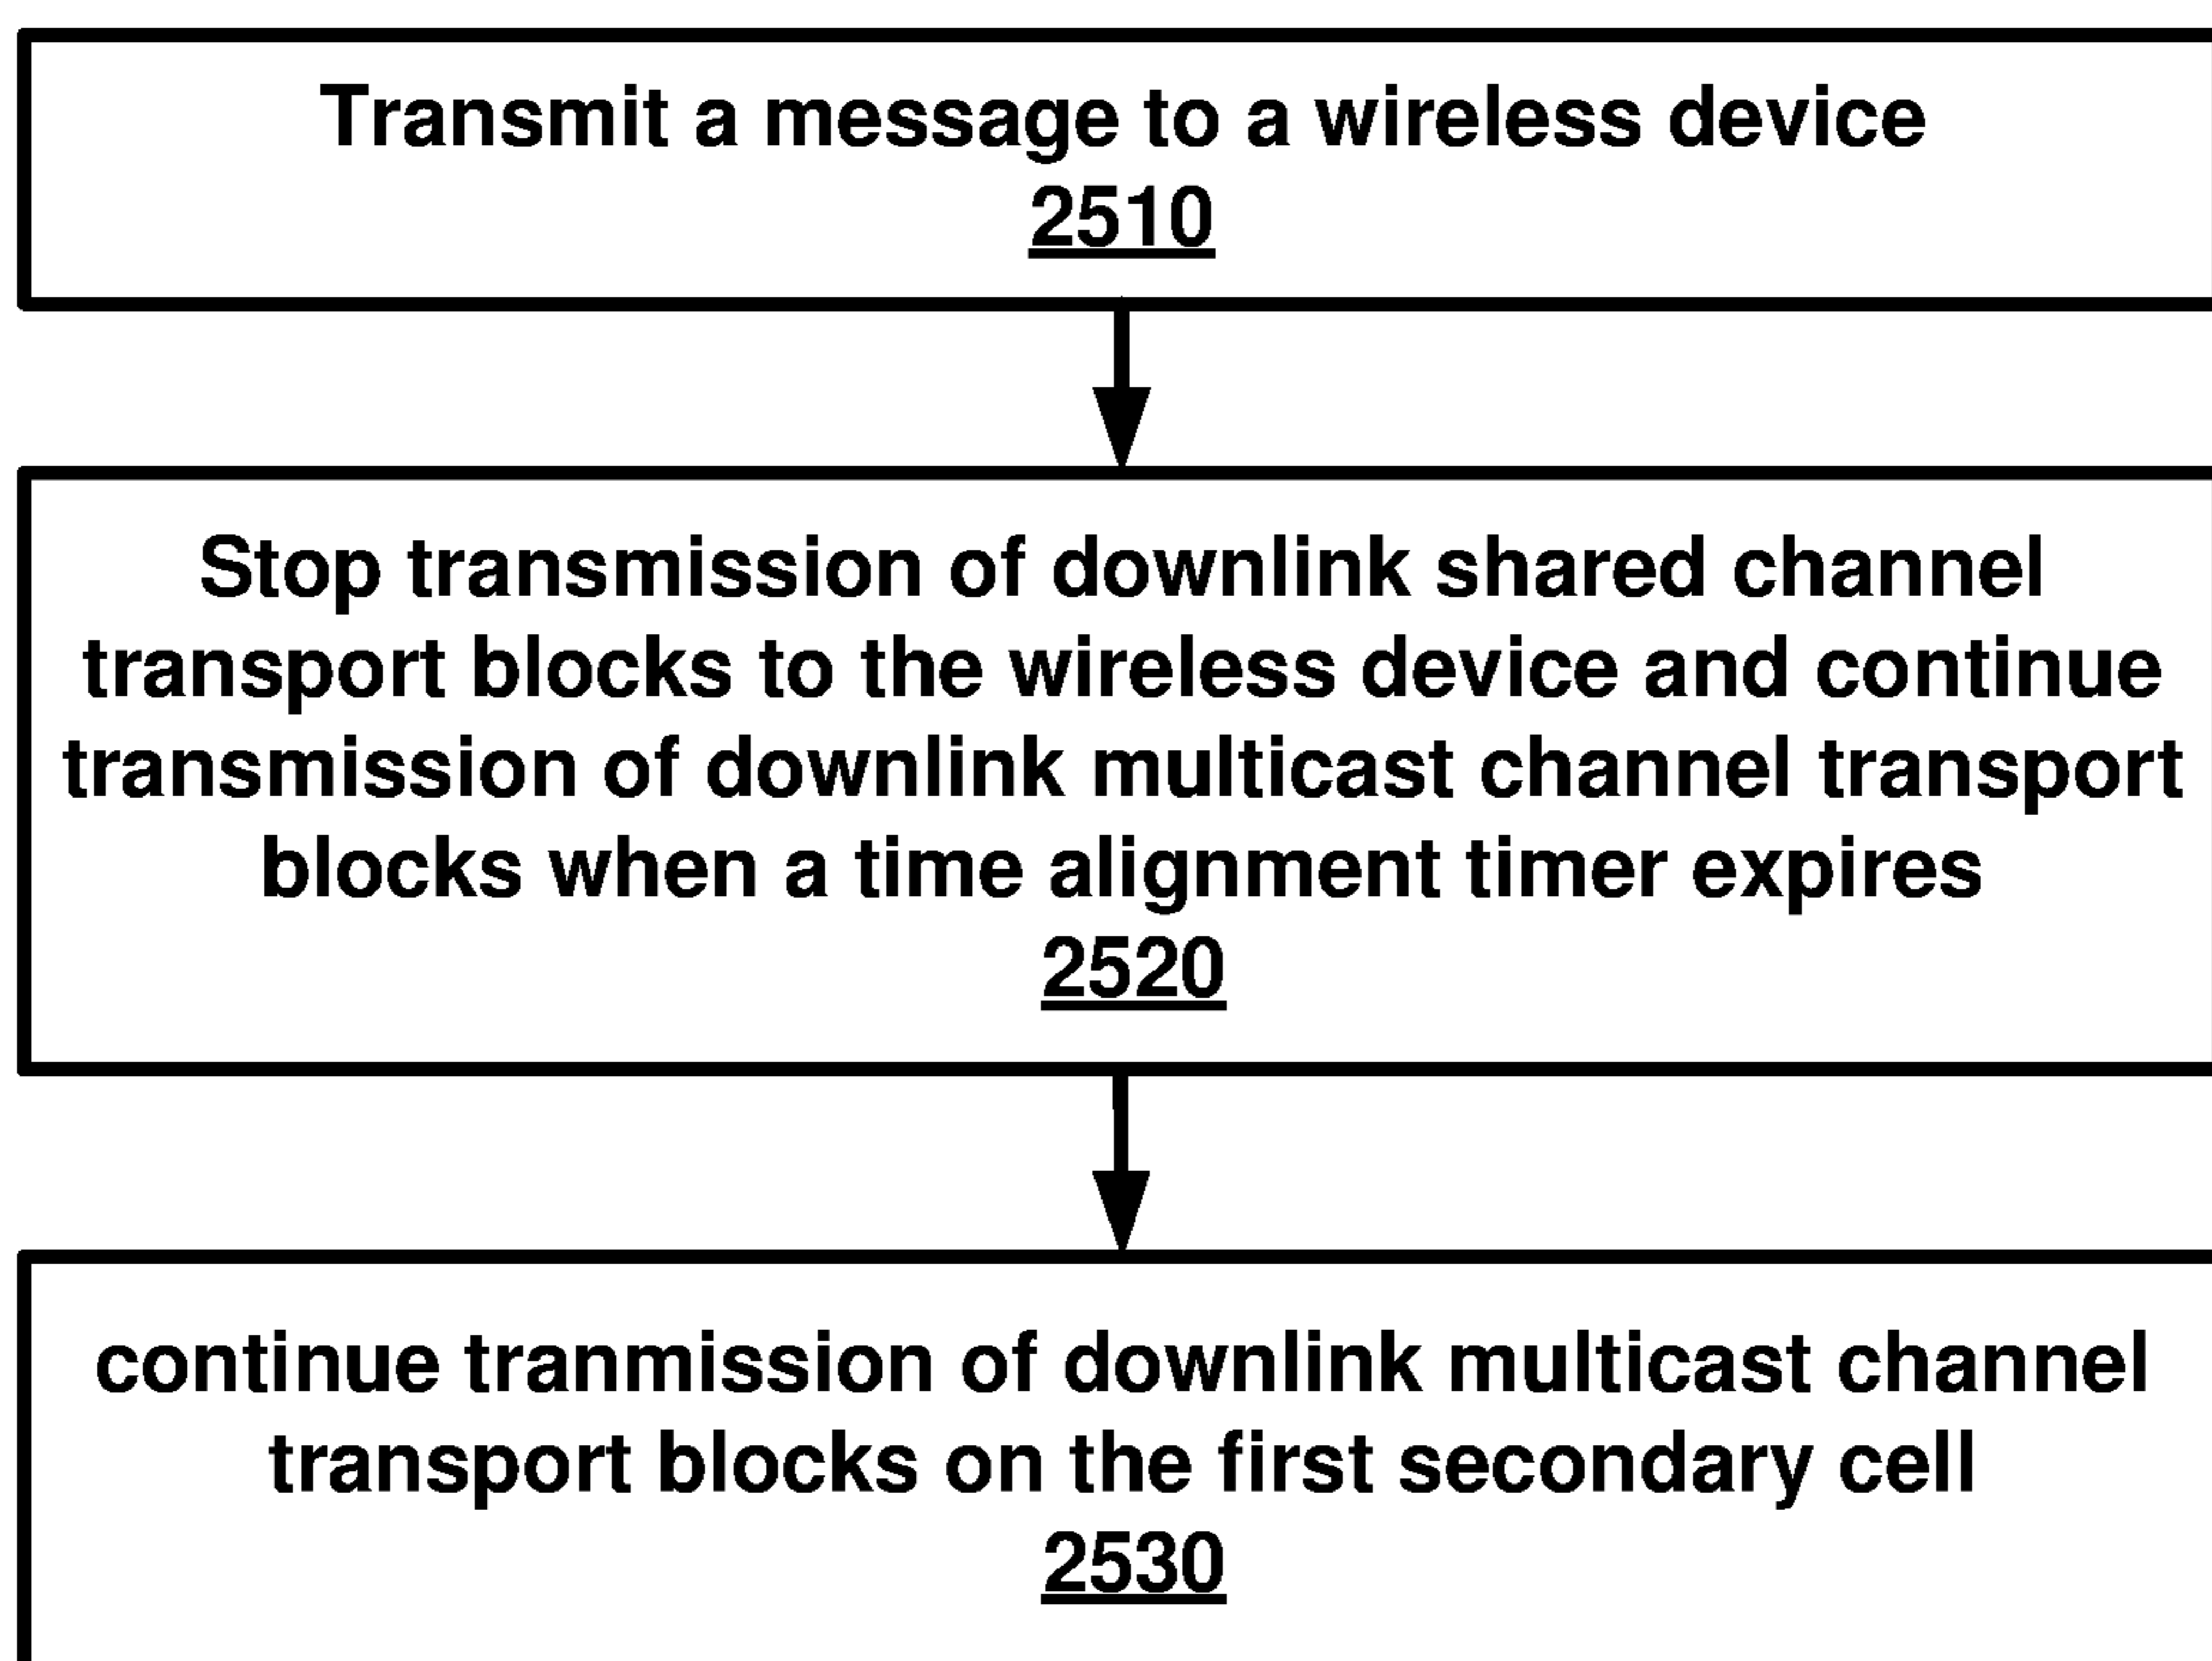 Transmit a message to a wireless device
2510
Stop transmission of downlink shared channel
transport blocks to the wireless device and continue
transmission of downlink multicast channel transport
blocks when a time alignment timer expires
2520
continue tranmission of downlink multicast channel
transport blocks on the first secondary cell
2530